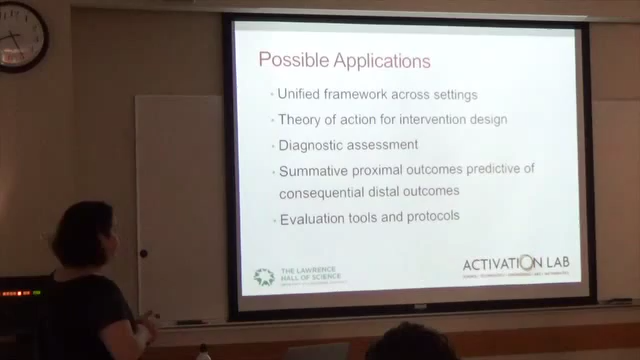 Possible Applications
Unified framework across settings
Theory of action for intervention design
Diagnostic assessment
Summative proximal outcomes predictive of
consequential distal outcomes
Evaluation tools and protocols
THE LAWRENCE
HALL OF SCIENCE
ACTIVATION LAB